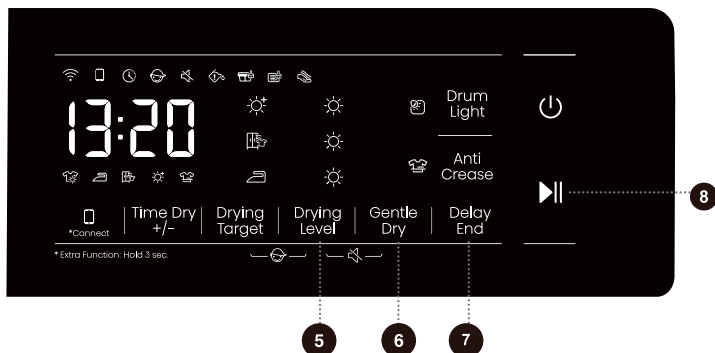 13:20
Drum
Light
Anti
Crease
*Connect
Time Dry
+/-
Drying
Target
Drying
Level
Gentle
Dry
Delay
End
* Extra Function: Hold 3 sec.
8
5
6
7